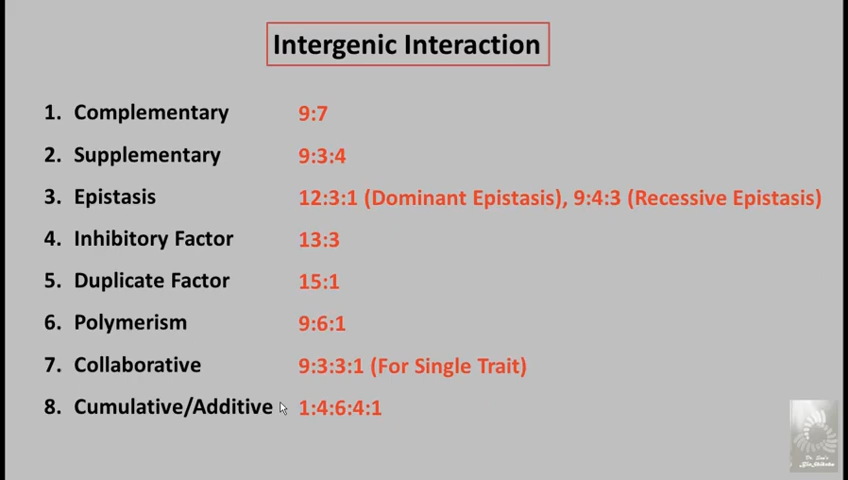 Intergenic Interaction
1. Complementary 9:7
2. Supplementary 9:3:4
3. Epistasis 12:3:1 (Dominant Epistasis), 9:4:3 (Recessive Epistasis)
4. Inhibitory Factor 13:3
5. Duplicate Factor 15:1
6. Polymerism 9:6:1
7. Collaborative 9:3:3:1 (For Single Trait)
8. Cumulative/Additive 1:4:6:4:1